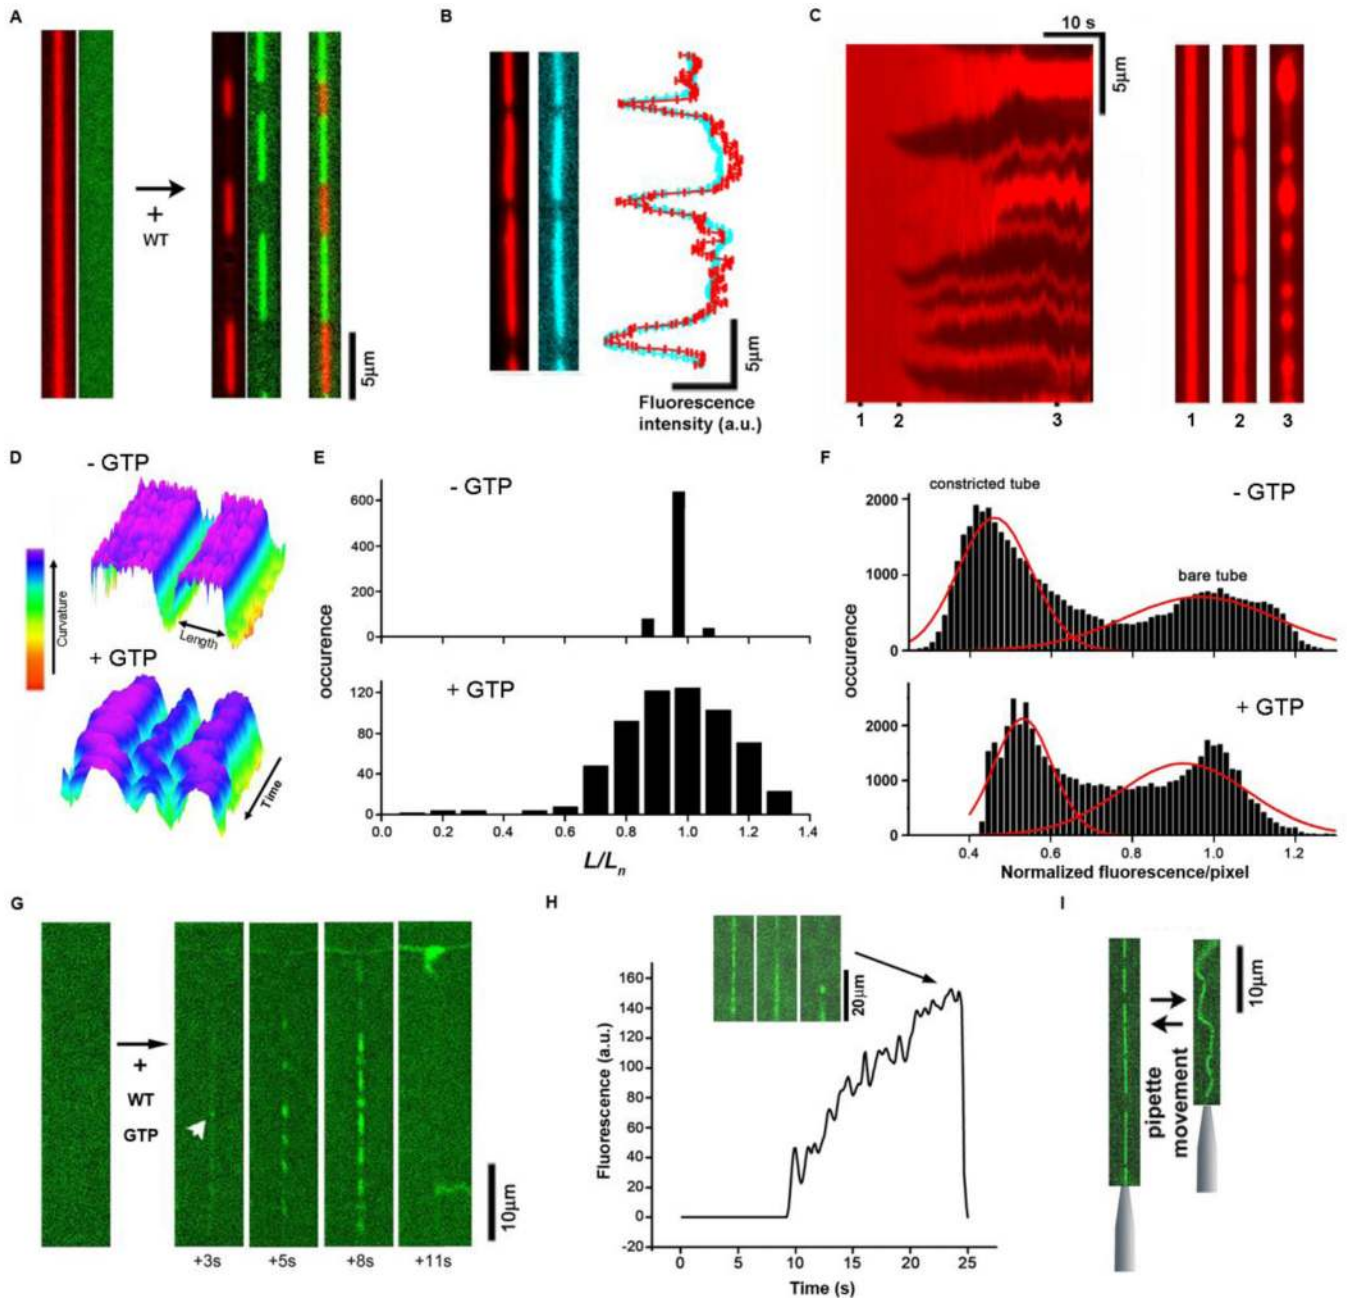 A
+
WT
5µm
B
5µm
Fluorescence
intensity (a.u.)
C
10 s
5µm
1 2 3
1 2 3
D
- GTP
Curvature
Length
+ GTP
Time
E
- GTP
600
400
200
0
occurence
+ GTP
120
80
40
0
0.0 0.2 0.4 0.6 0.8 1.0 1.2 1.4
L/Ln
F
constricted tube
- GTP
bare tube
2000
1000
0
occurence
+ GTP
2000
1000
0
0.4 0.6 0.8 1.0 1.2
Normalized fluorescence/pixel
G
+
WT
GTP
10µm
+3s +5s +8s +11s
H
20µm
160
140
120
100
80
60
40
20
0
-20
Fluorescence (a.u.)
0 5 10 15 20 25
Time (s)
I
10µm
pipette
movement